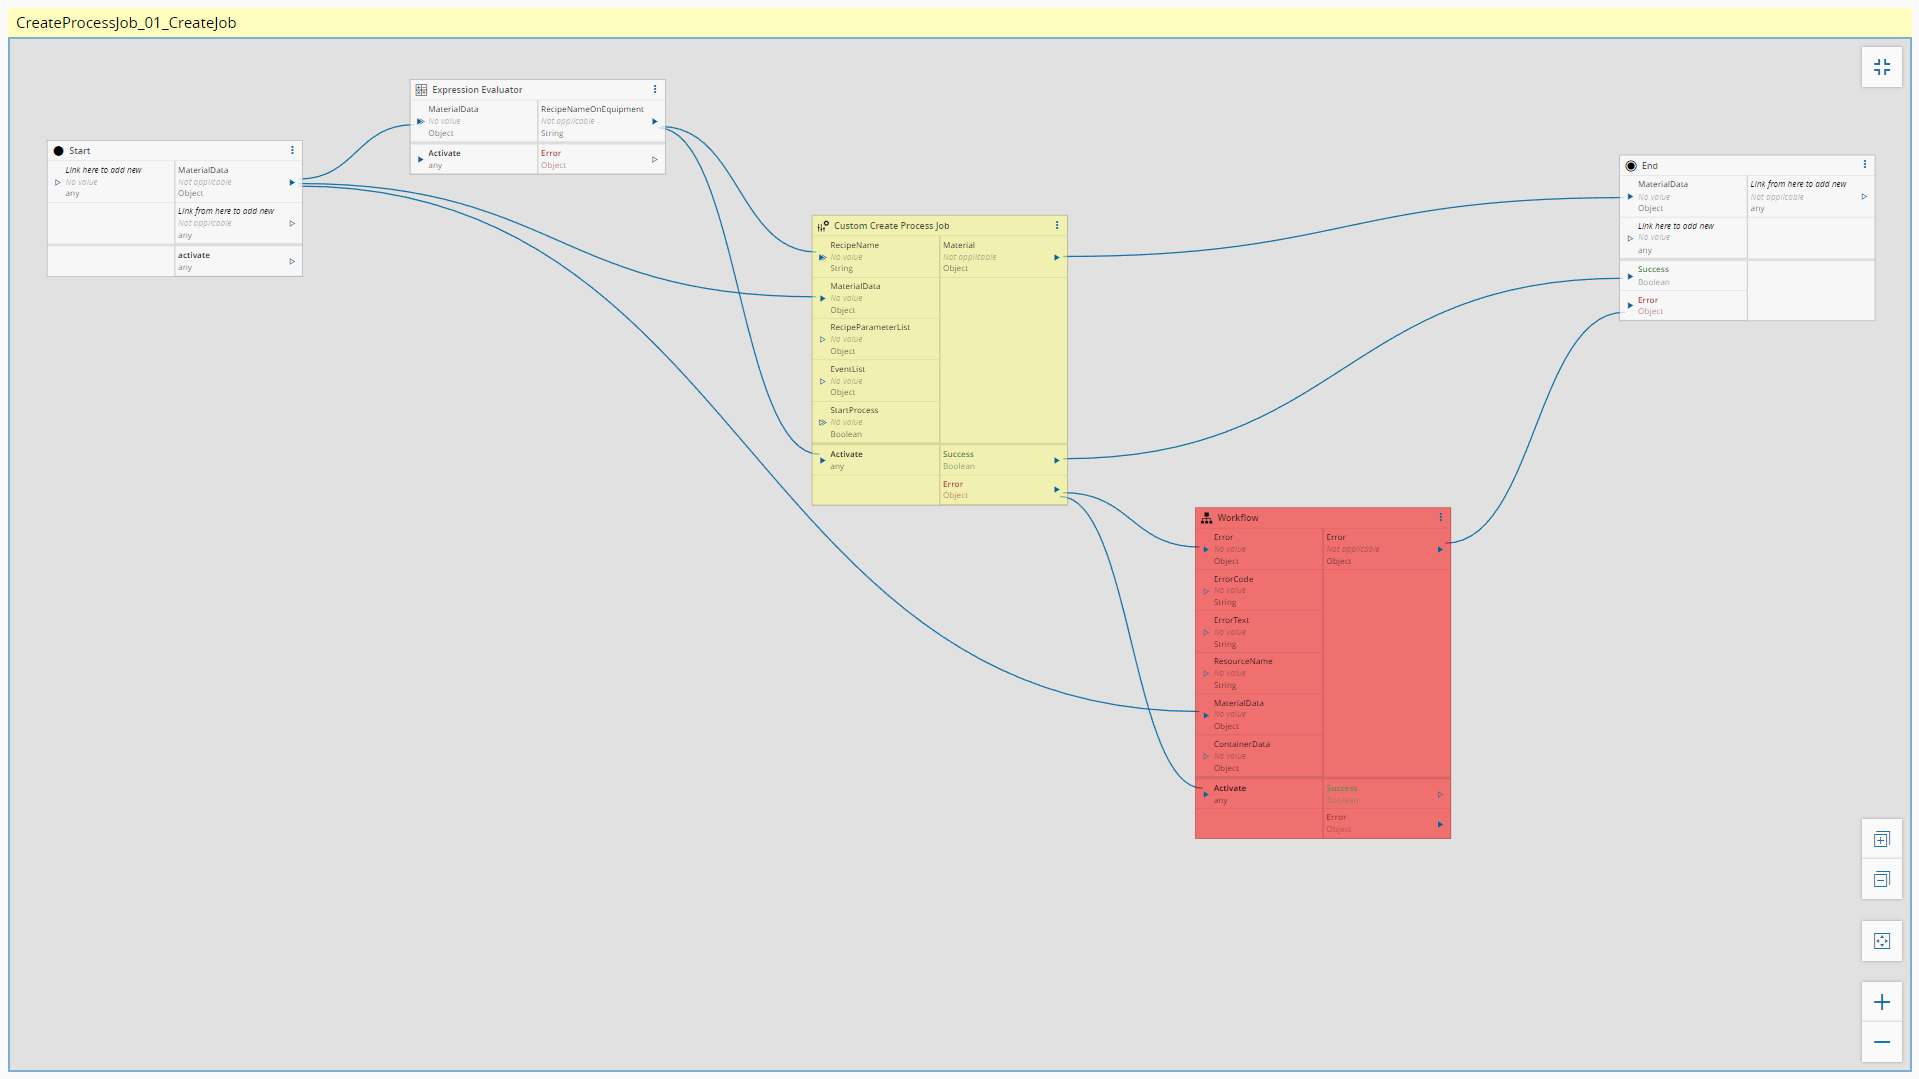 CreateProcessJob_01_CreateJob
Start
Link here to add new
No value
any
MaterialData
Not applicable
Object
Link from here to add new
Not applicable
any
activate
any
Expression Evaluator
MaterialData
No value
Object
RecipeNameOnEquipment
Not applicable
String
Activate
any
Error
Object
Custom Create Process Job
RecipeName
No value
String
Material
Not applicable
Object
MaterialData
No value
Object
RecipeParameterList
No value
Object
EventList
No value
Object
StartProcess
No value
Boolean
Activate
any
Success
Boolean
Error
Object
Workflow
Error
No value
Object
Error
Not applicable
Object
ErrorCode
No value
String
ErrorText
No value
String
ResourceName
No value
String
MaterialData
No value
Object
ContainerData
No value
Object
Activate
any
Success
Boolean
Error
Object
End
MaterialData
No value
Object
Link from here to add new
Not applicable
any
Link here to add new
No value
any
Success
Boolean
Error
Object